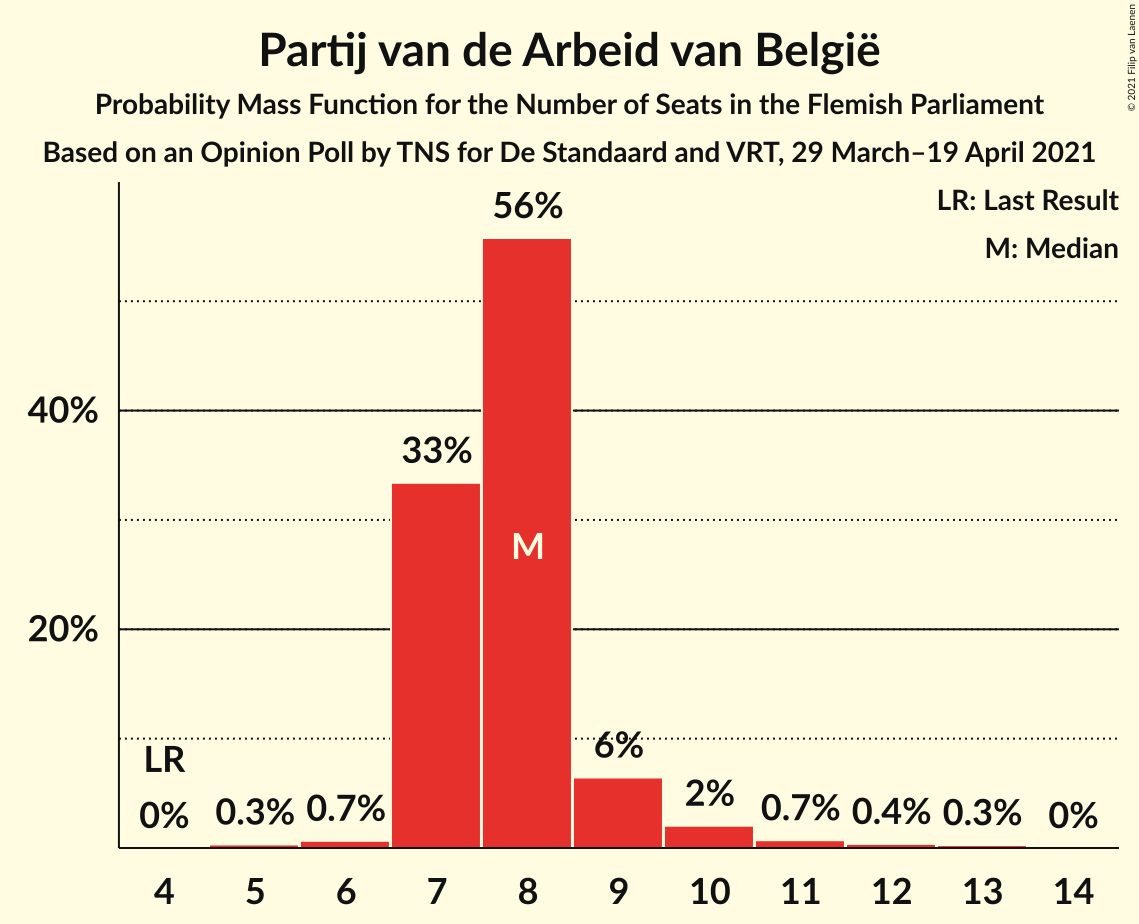 Partij van de Arbeid van België
Probability Mass Function for the Number of Seats in the Flemish Parliament
Based on an Opinion Poll by TNS for De Standaard and VRT, 29 March–19 April 2021
© 2021 Filip van Laenen
LR: Last Result
M: Median
56%
40%
33%
M
20%
LR
6%
0%
0.3%
0.7%
2%
0.7%
0.4%
0.3%
0%
4 5 6 7 8 9 10 11 12 13 14